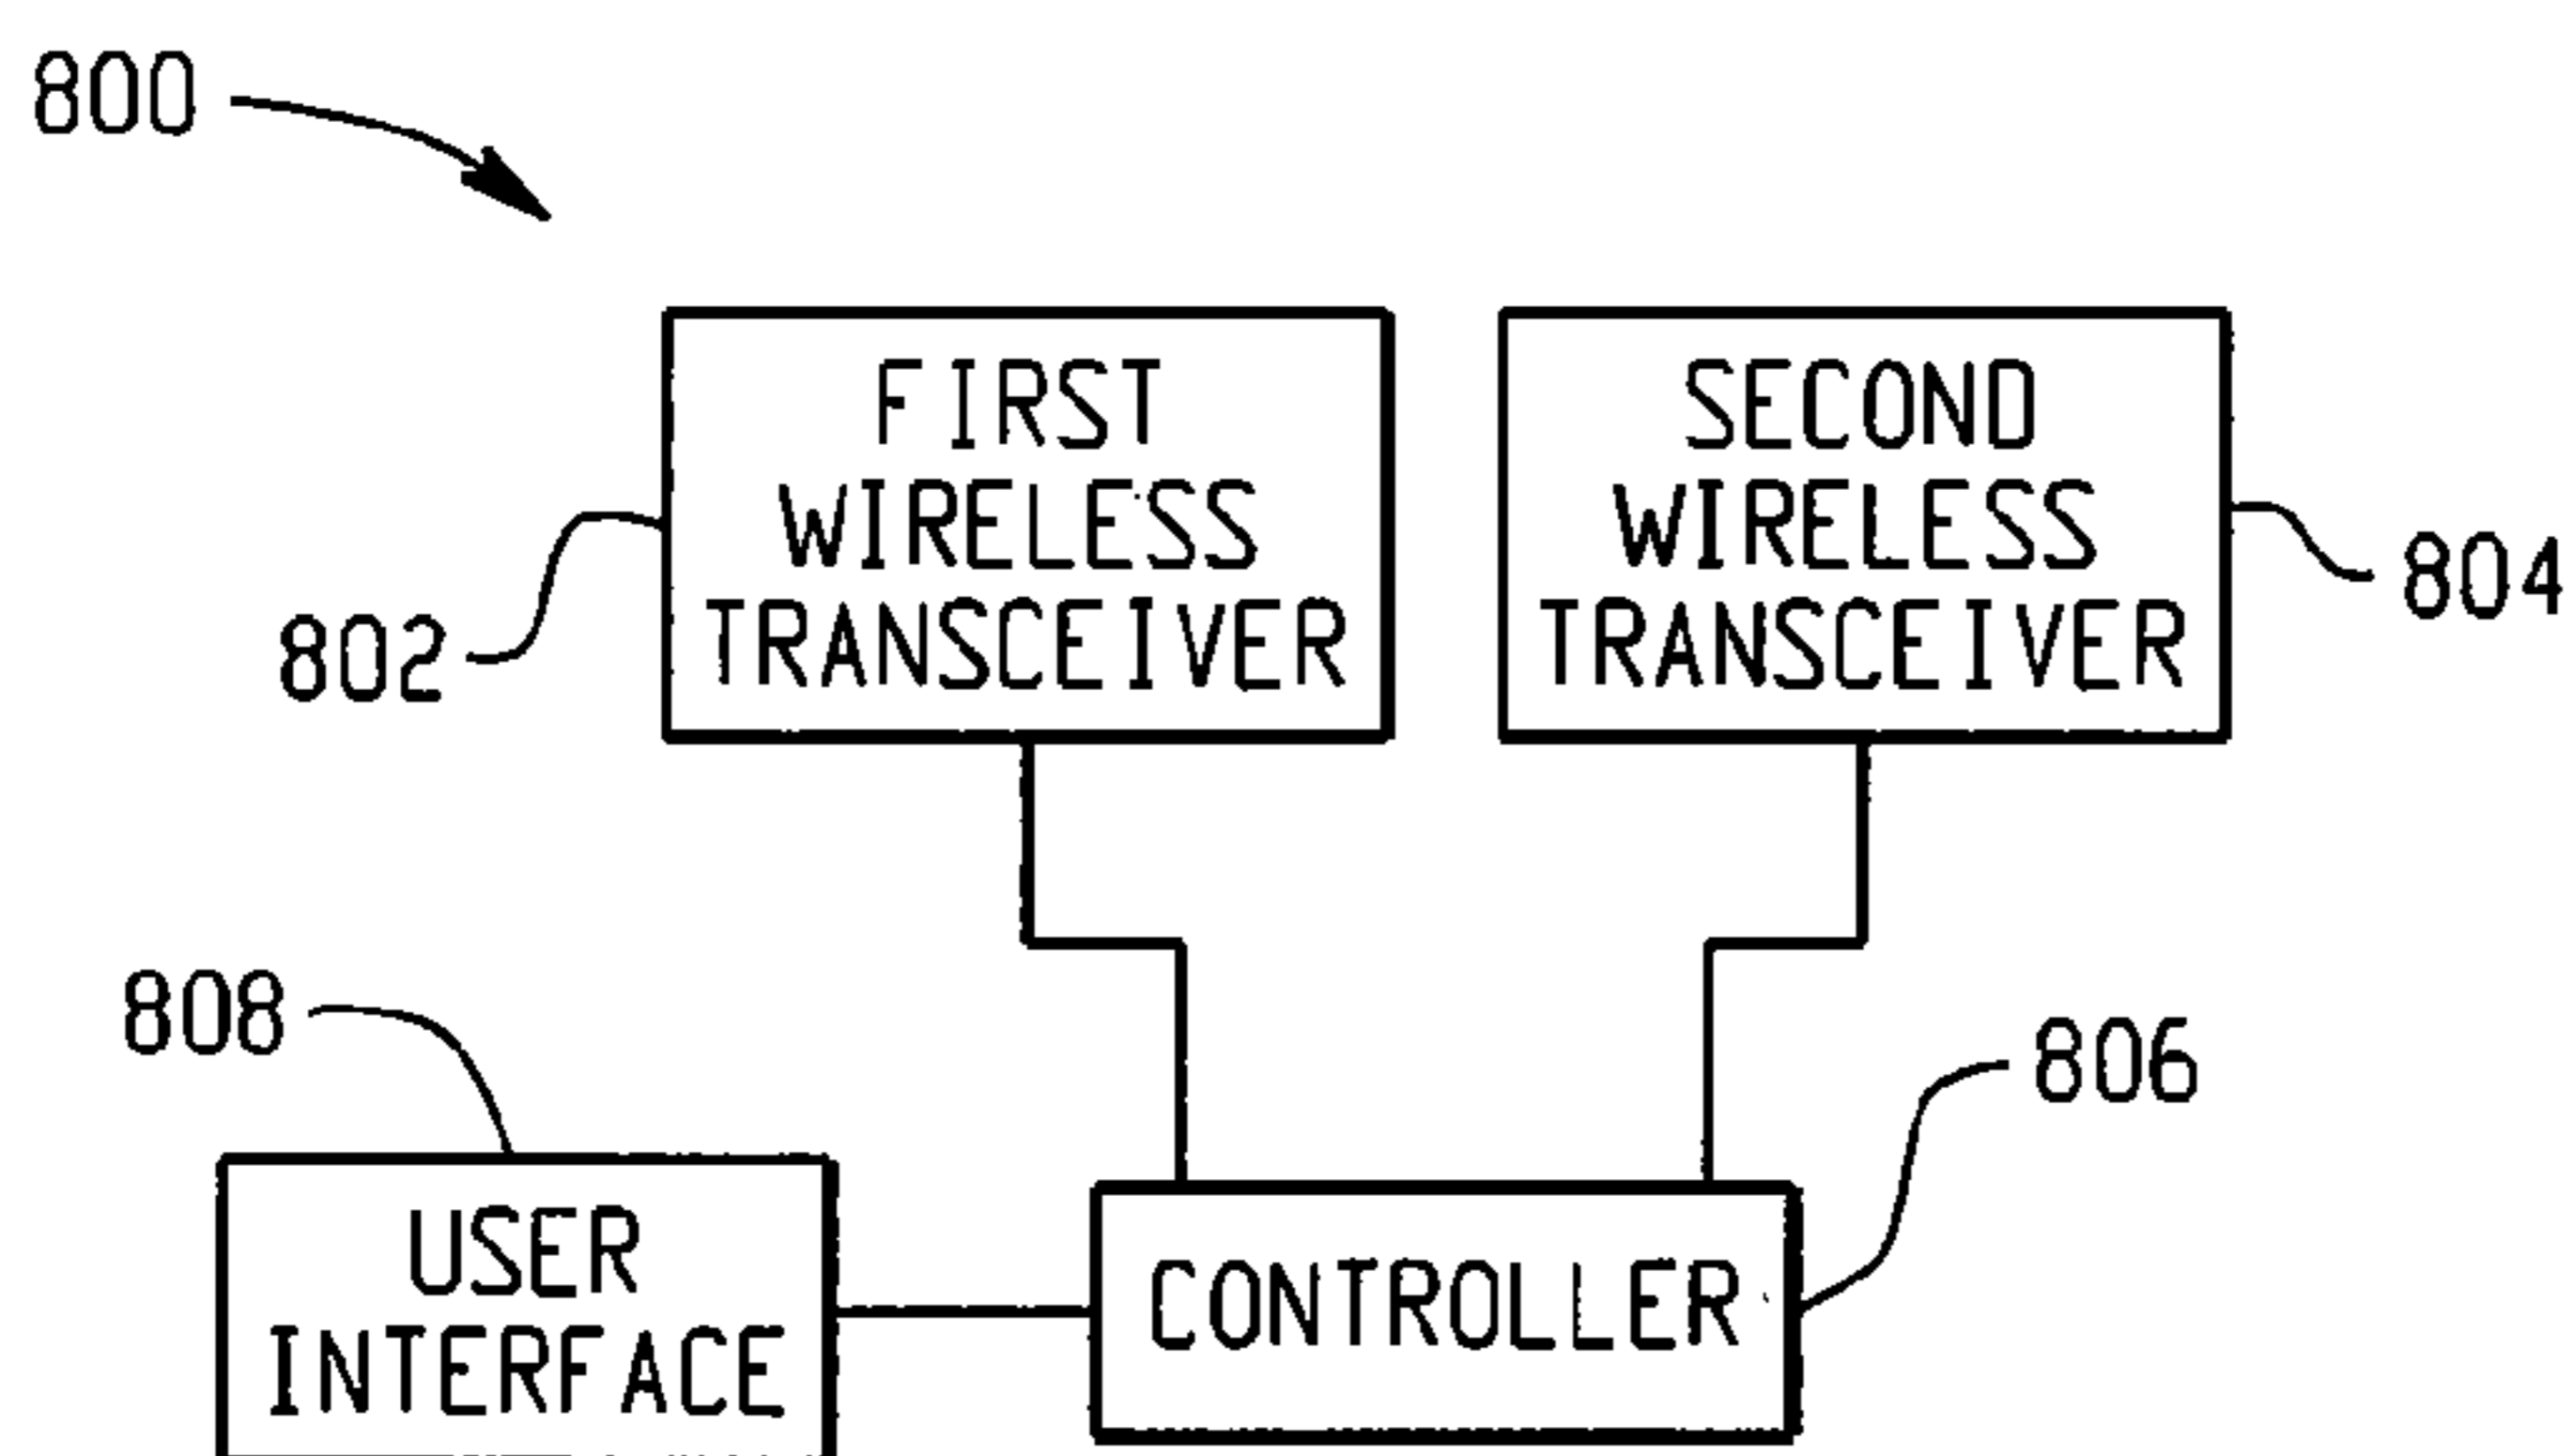 800
FIRST
WIRELESS
TRANSCEIVER
SECOND
WIRELESS
TRANSCEIVER
802
804
808
806
USER
INTERFACE
CONTROLLER